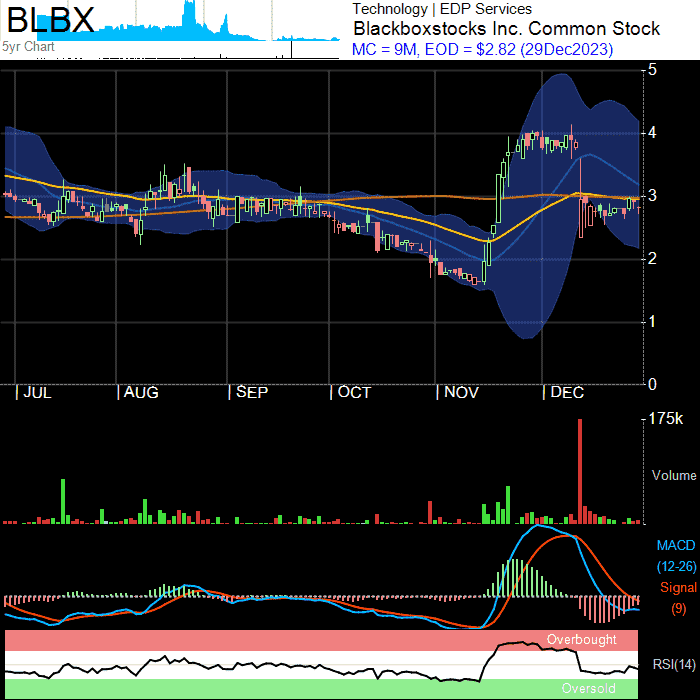 BLBX
5yr Chart
Technology | EDP Services
Blackboxstocks Inc. Common Stock
MC = 9M, EOD = $2.82 (29Dec2023)
5
4
3
2
1
0
| JUL | AUG | SEP | OCT | NOV | DEC
175k
Volume
MACD
(12-26)
Signal
(9)
Overbought
RSI(14)
Oversold